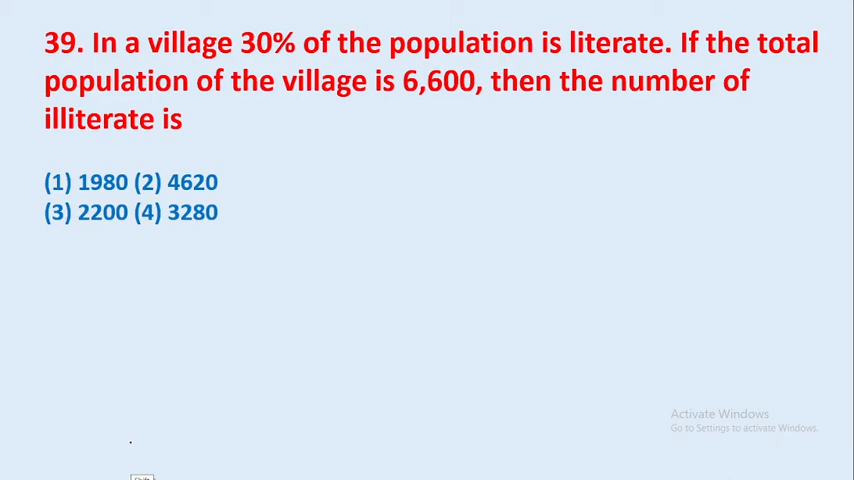 39. In a village 30% of the population is literate. If the total
population of the village is 6,600, then the number of
illiterate is
(1) 1980 (2) 4620
(3) 2200 (4) 3280
Activate Windows
Go to Settings to activate Windows.